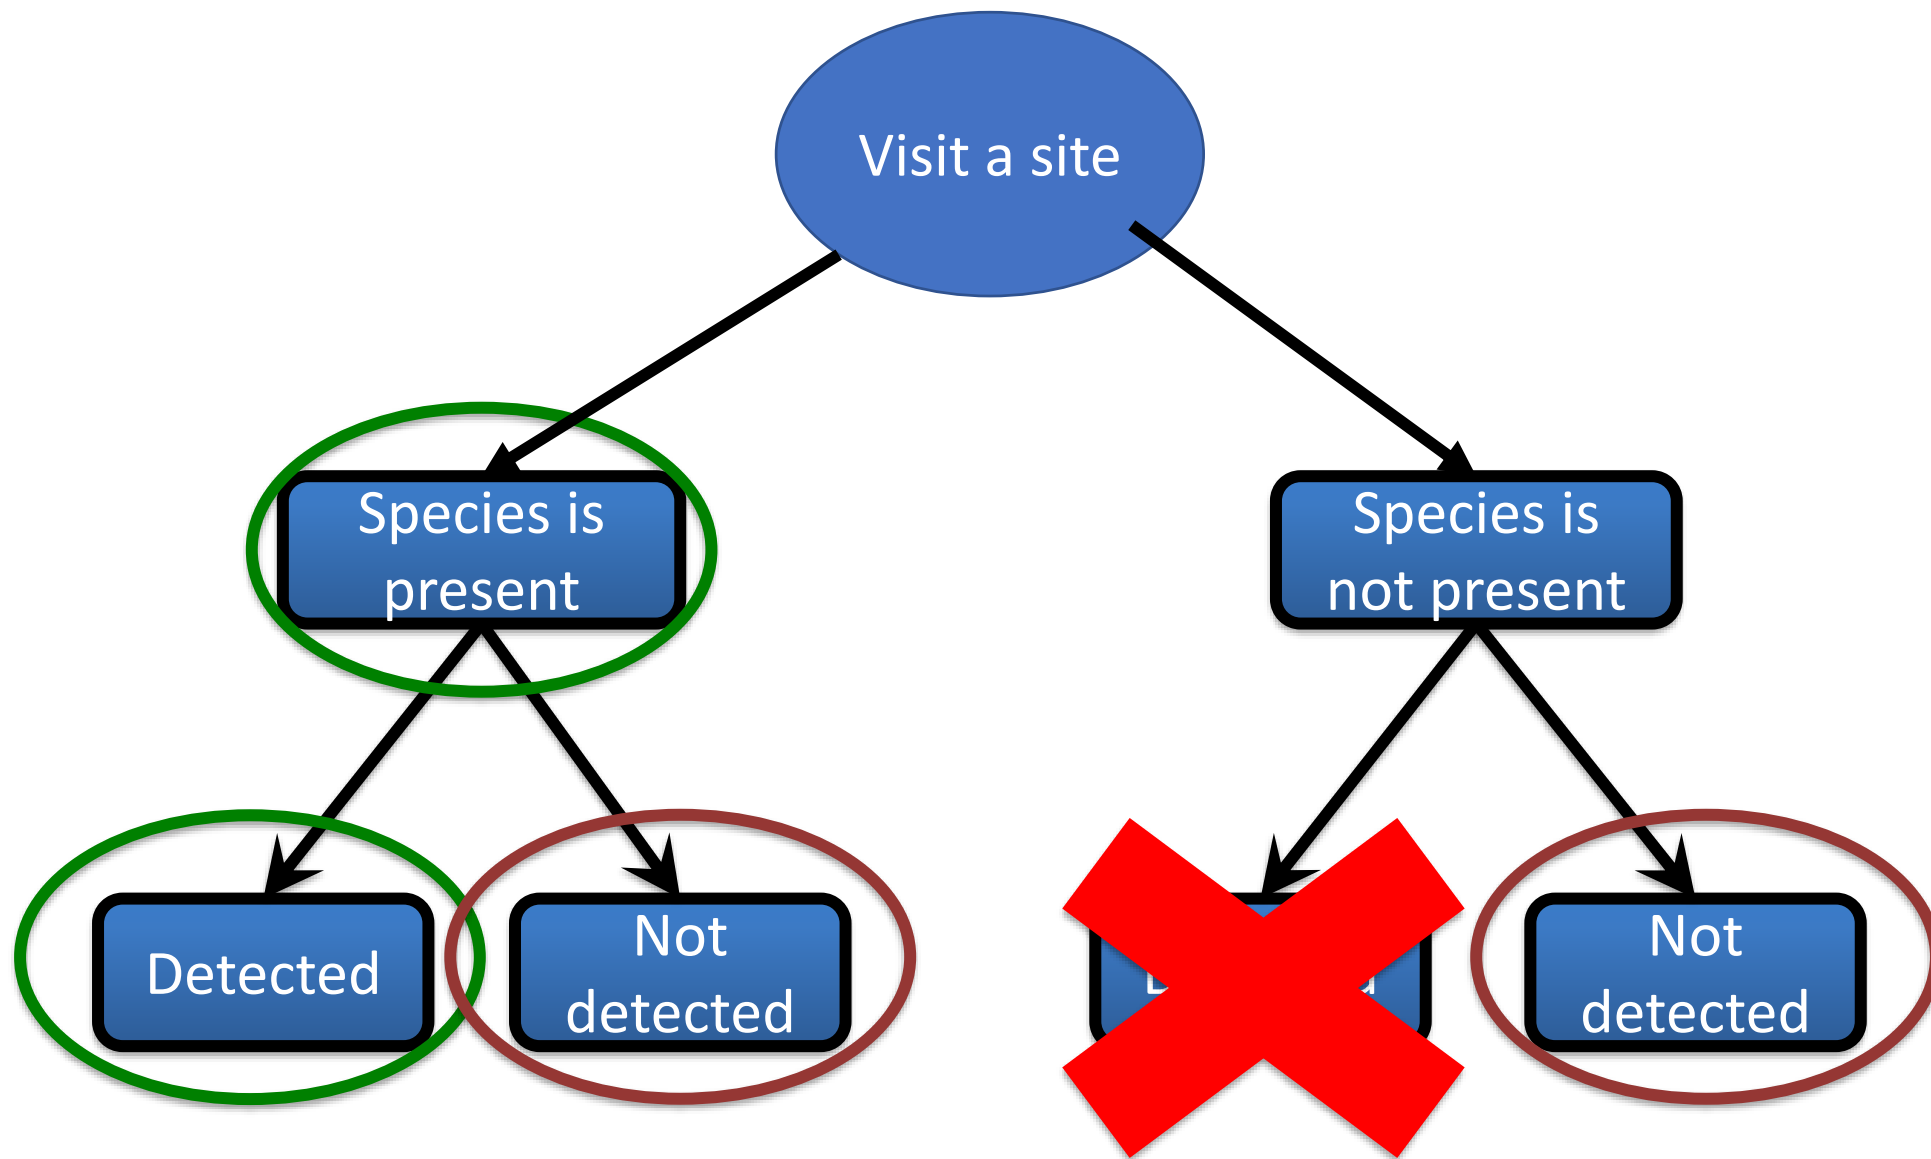 Visit a site
Species is
present
Species is
not present
Detected
Not
detected
Not
detected